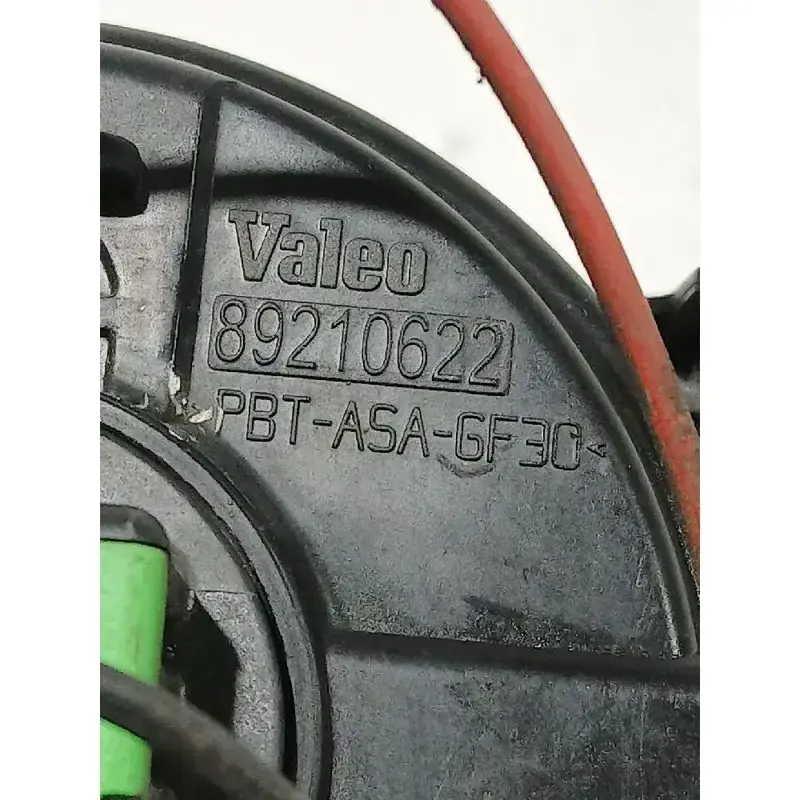 Valeo
89210622
PBT-ASA-GF30<